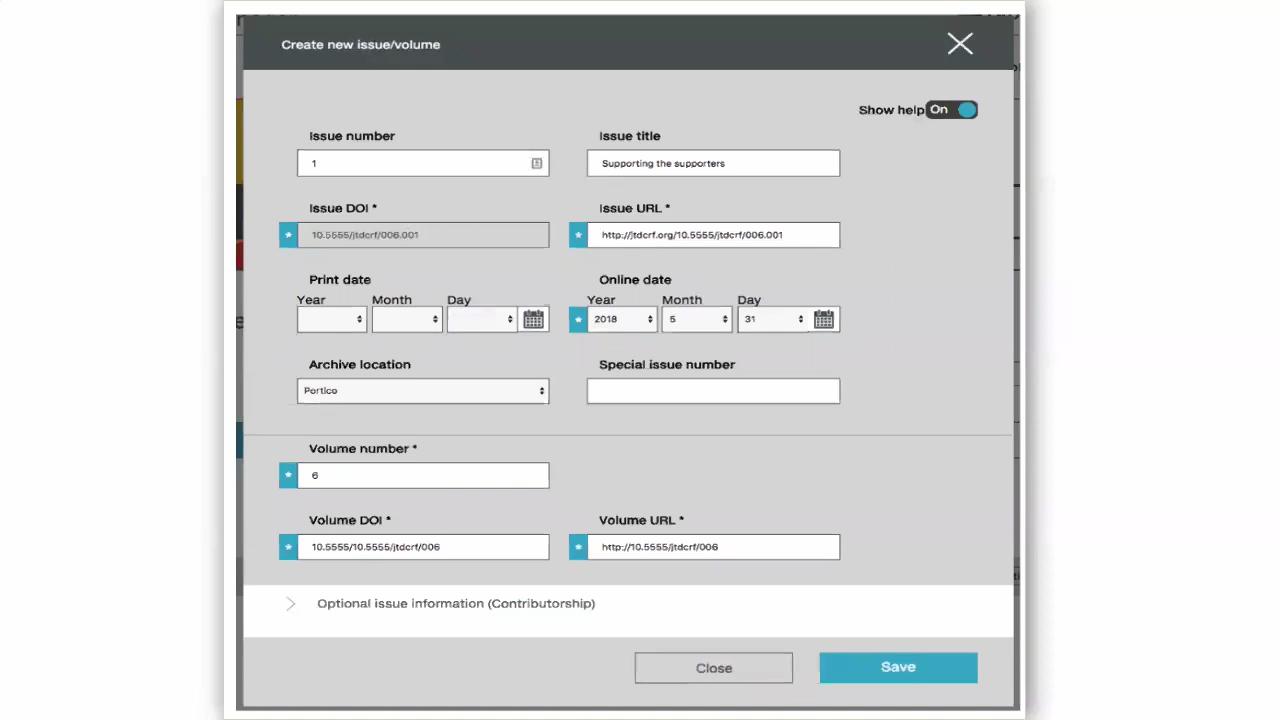 Create new issue/volume
Show help On
Issue number Issue title
1 Supporting the supporters
Issue DOI * Issue URL *
* 10.5555/jtdcrf/006.001 * http://jtdcrf.org/10.5555/jtdcrf/006.001
Print date Online date
Year Month Day Year Month Day
* 2018 5 31
Archive location Special issue number
Portico
Volume number *
* 6
Volume DOI * Volume URL *
* 10.5555/10.5555/jtdcrf/006 * http://10.5555/jtdcrf/006
Optional issue information (Contributorship)
Close Save